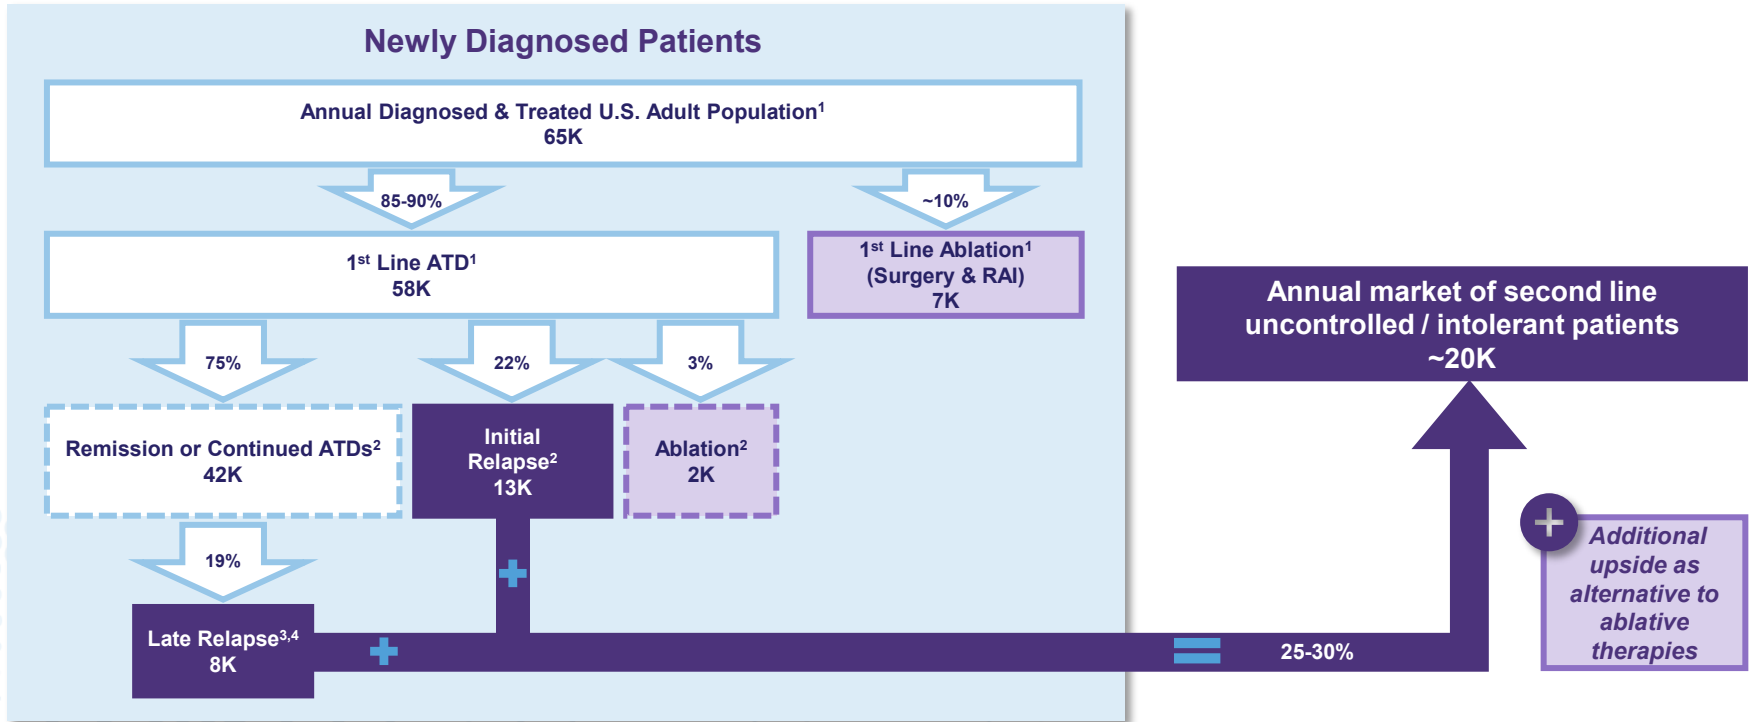 Newly Diagnosed Patients
Annual Diagnosed & Treated U.S. Adult Population¹
65K
85-90%
~10%
1st Line ATD¹
58K
1st Line Ablation¹
(Surgery & RAI)
7K
75%
22%
3%
Remission or Continued ATDs²
42K
Initial
Relapse²
13K
Ablation²
2K
19%
Late Relapse³,⁴
8K
+
+
=
25-30%
Annual market of second line
uncontrolled / intolerant patients
~20K
+
Additional
upside as
alternative to
ablative
therapies